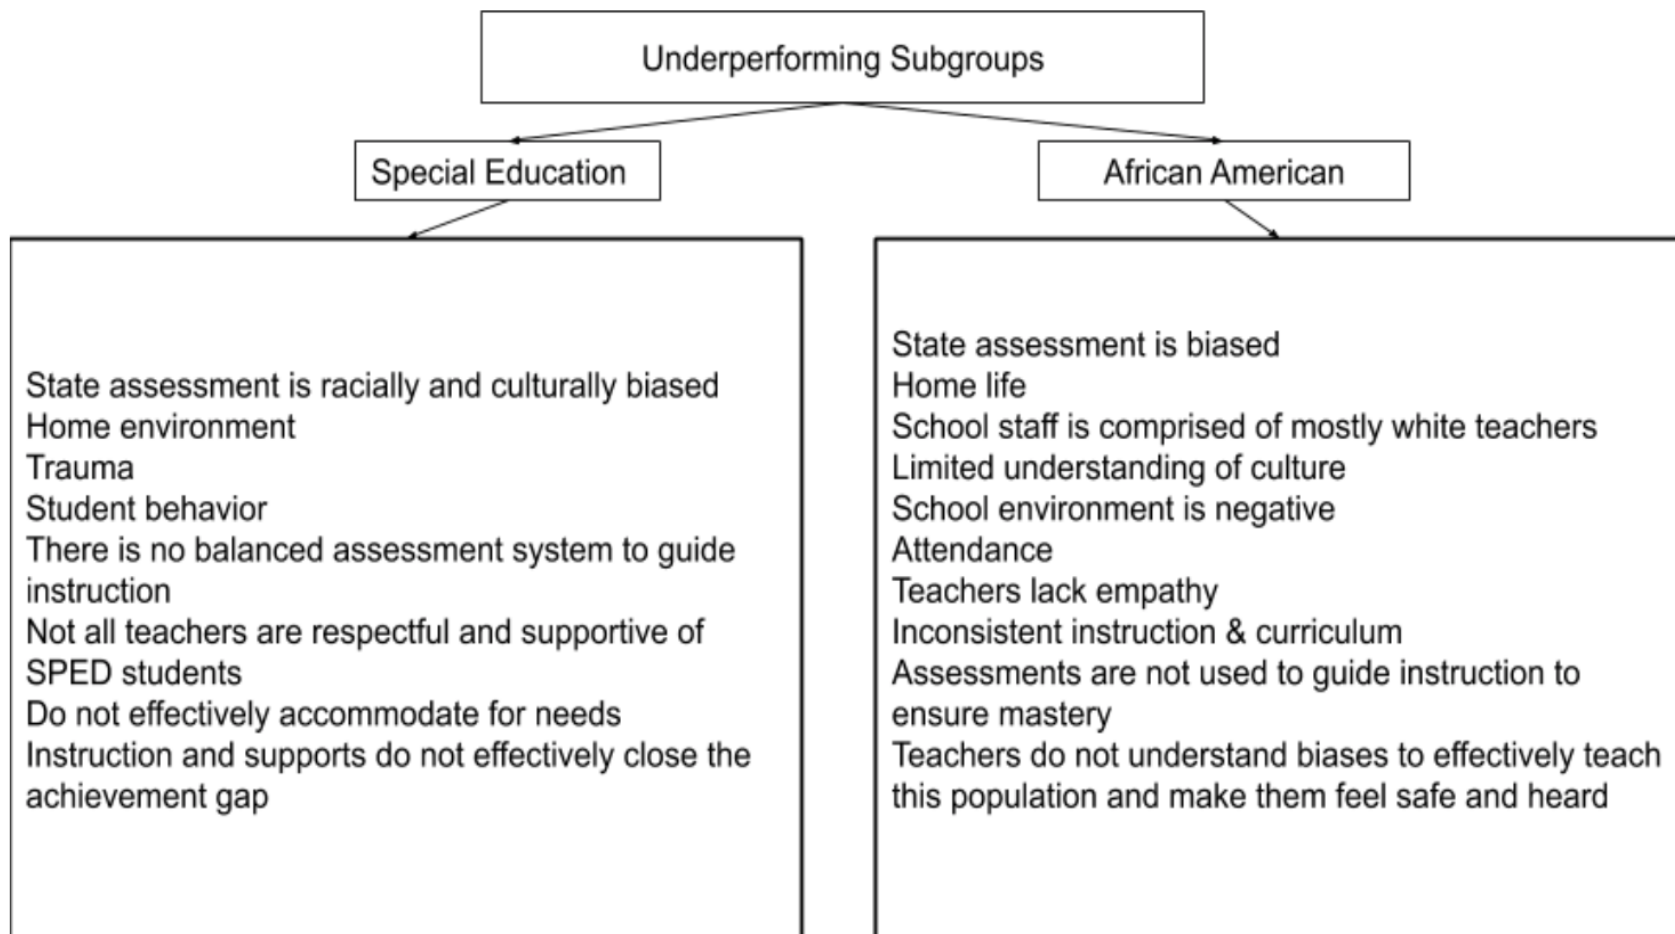 Underperforming Subgroups
Special Education
African American
State assessment is racially and culturally biased
Home environment
Trauma
Student behavior
There is no balanced assessment system to guide
instruction
Not all teachers are respectful and supportive of
SPED students
Do not effectively accommodate for needs
Instruction and supports do not effectively close the
achievement gap
State assessment is biased
Home life
School staff is comprised of mostly white teachers
Limited understanding of culture
School environment is negative
Attendance
Teachers lack empathy
Inconsistent instruction & curriculum
Assessments are not used to guide instruction to
ensure mastery
Teachers do not understand biases to effectively teach
this population and make them feel safe and heard